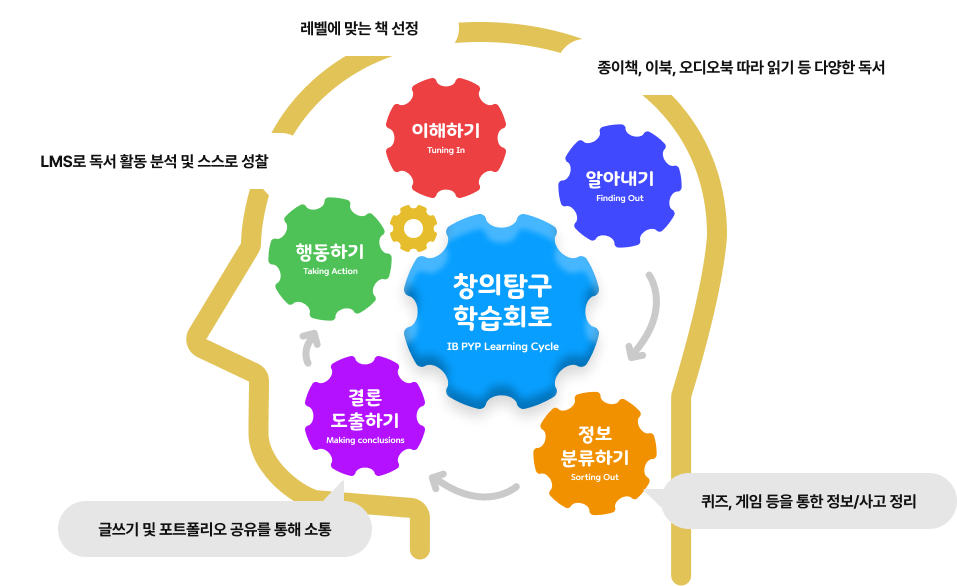 레벨에 맞는 책 선정
종이책, 이북, 오디오북 따라 읽기 등 다양한 독서
LMS로 독서 활동 분석 및 스스로 성찰
이해하기
Tuning In
알아내기
Finding Out
행동하기
Taking Action
창의탐구
학습회로
IB PYP Learning Cycle
결론
도출하기
Making conclusions
정보
분류하기
Sorting Out
퀴즈, 게임 등을 통한 정보/사고 정리
글쓰기 및 포트폴리오 공유를 통해 소통